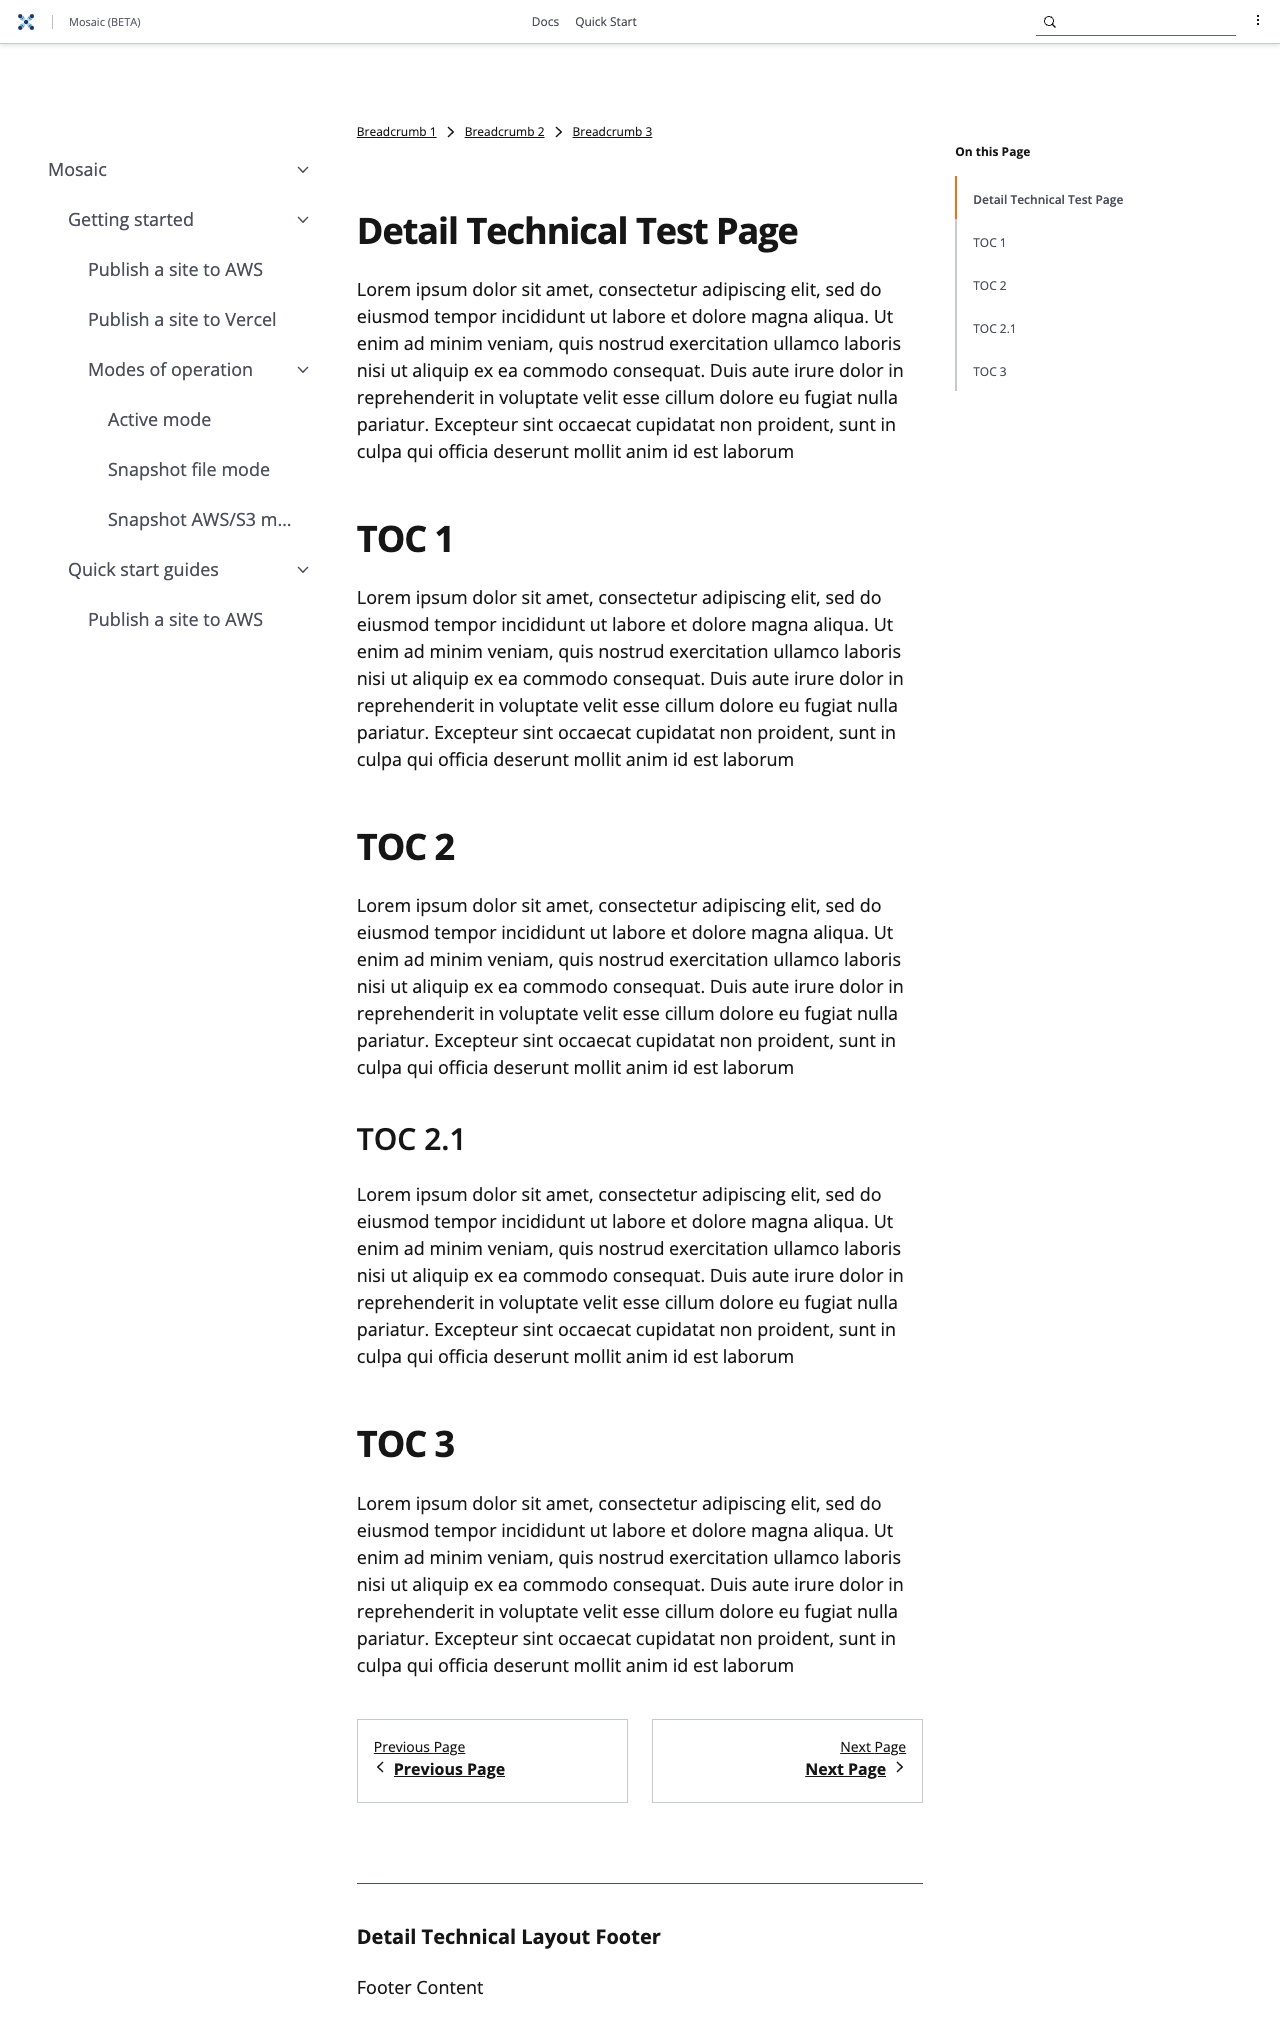 Mosaic (BETA)
Docs
Quick Start
Breadcrumb 1
Breadcrumb 2
Breadcrumb 3
Mosaic
Getting started
Publish a site to AWS
Publish a site to Vercel
Modes of operation
Active mode
Snapshot file mode
Snapshot AWS/S3 m...
Quick start guides
Publish a site to AWS
Detail Technical Test Page
Lorem ipsum dolor sit amet, consectetur adipiscing elit, sed do
eiusmod tempor incididunt ut labore et dolore magna aliqua. Ut
enim ad minim veniam, quis nostrud exercitation ullamco laboris
nisi ut aliquip ex ea commodo consequat. Duis aute irure dolor in
reprehenderit in voluptate velit esse cillum dolore eu fugiat nulla
pariatur. Excepteur sint occaecat cupidatat non proident, sunt in
culpa qui officia deserunt mollit anim id est laborum
TOC 1
Lorem ipsum dolor sit amet, consectetur adipiscing elit, sed do
eiusmod tempor incididunt ut labore et dolore magna aliqua. Ut
enim ad minim veniam, quis nostrud exercitation ullamco laboris
nisi ut aliquip ex ea commodo consequat. Duis aute irure dolor in
reprehenderit in voluptate velit esse cillum dolore eu fugiat nulla
pariatur. Excepteur sint occaecat cupidatat non proident, sunt in
culpa qui officia deserunt mollit anim id est laborum
TOC 2
Lorem ipsum dolor sit amet, consectetur adipiscing elit, sed do
eiusmod tempor incididunt ut labore et dolore magna aliqua. Ut
enim ad minim veniam, quis nostrud exercitation ullamco laboris
nisi ut aliquip ex ea commodo consequat. Duis aute irure dolor in
reprehenderit in voluptate velit esse cillum dolore eu fugiat nulla
pariatur. Excepteur sint occaecat cupidatat non proident, sunt in
culpa qui officia deserunt mollit anim id est laborum
TOC 2.1
Lorem ipsum dolor sit amet, consectetur adipiscing elit, sed do
eiusmod tempor incididunt ut labore et dolore magna aliqua. Ut
enim ad minim veniam, quis nostrud exercitation ullamco laboris
nisi ut aliquip ex ea commodo consequat. Duis aute irure dolor in
reprehenderit in voluptate velit esse cillum dolore eu fugiat nulla
pariatur. Excepteur sint occaecat cupidatat non proident, sunt in
culpa qui officia deserunt mollit anim id est laborum
TOC 3
Lorem ipsum dolor sit amet, consectetur adipiscing elit, sed do
eiusmod tempor incididunt ut labore et dolore magna aliqua. Ut
enim ad minim veniam, quis nostrud exercitation ullamco laboris
nisi ut aliquip ex ea commodo consequat. Duis aute irure dolor in
reprehenderit in voluptate velit esse cillum dolore eu fugiat nulla
pariatur. Excepteur sint occaecat cupidatat non proident, sunt in
culpa qui officia deserunt mollit anim id est laborum
Previous Page
Previous Page
Next Page
Next Page
Detail Technical Layout Footer
Footer Content
On this Page
Detail Technical Test Page
TOC 1
TOC 2
TOC 2.1
TOC 3